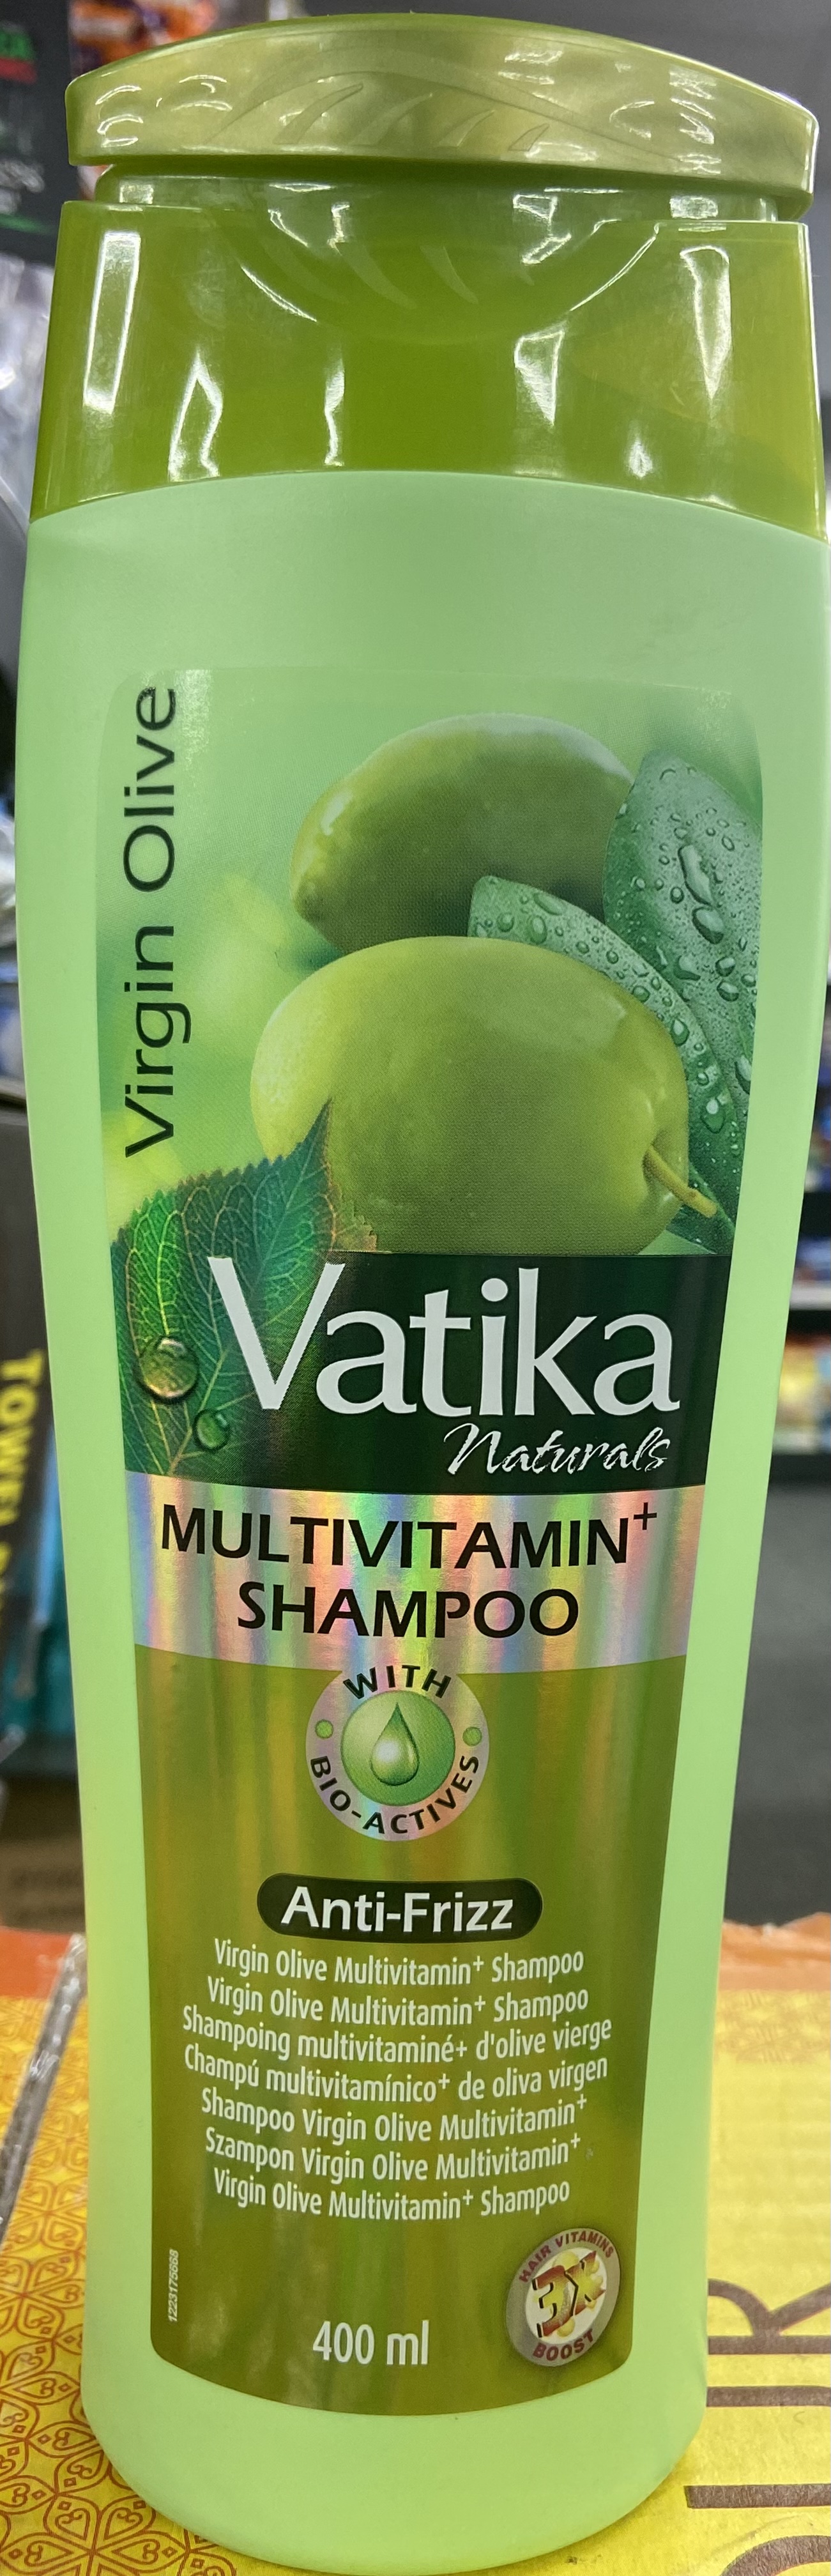 Virgin Olive
Vatika
Naturals
MULTIVITAMIN+
SHAMPOO
WITH
BIO-ACTIVES
Anti-Frizz
Virgin Olive Multivitamin+ Shampoo
Virgin Olive Multivitamin+ Shampoo
Shampoing multivitaminé+ d'olive vierge
Champú multivitamínico+ de oliva virgen
Shampoo Virgin Olive Multivitamin+
Szampon Virgin Olive Multivitamin+
Virgin Olive Multivitamin+ Shampoo
HAIR VITAMINS
3X
BOOST
400 ml